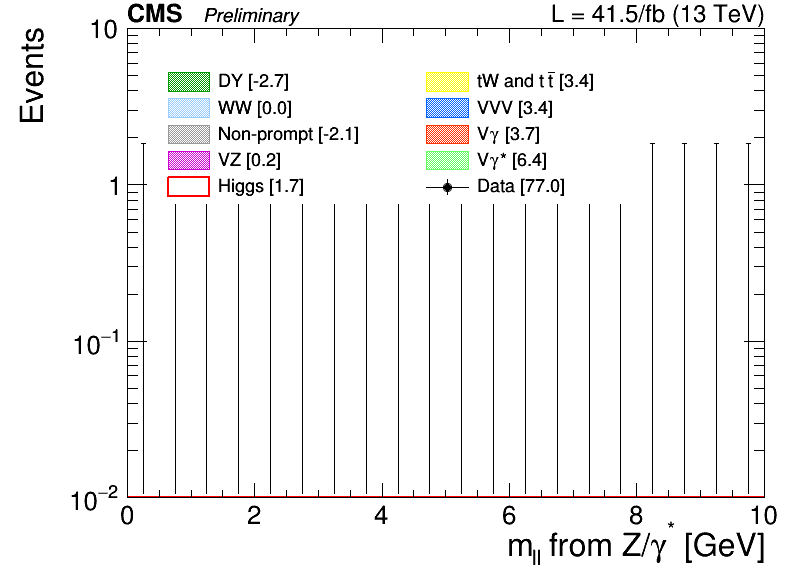 CMS Preliminary L = 41.5/fb (13 TeV)
Events
10
1
10⁻¹
10⁻²
DY [-2.7]
WW [0.0]
Non-prompt [-2.1]
VZ [0.2]
Higgs [1.7]
tW and tt̅ [3.4]
VVV [3.4]
Vγ [3.7]
Vγ* [6.4]
Data [77.0]
0 2 4 6 8 10
m_ll from Z/γ* [GeV]